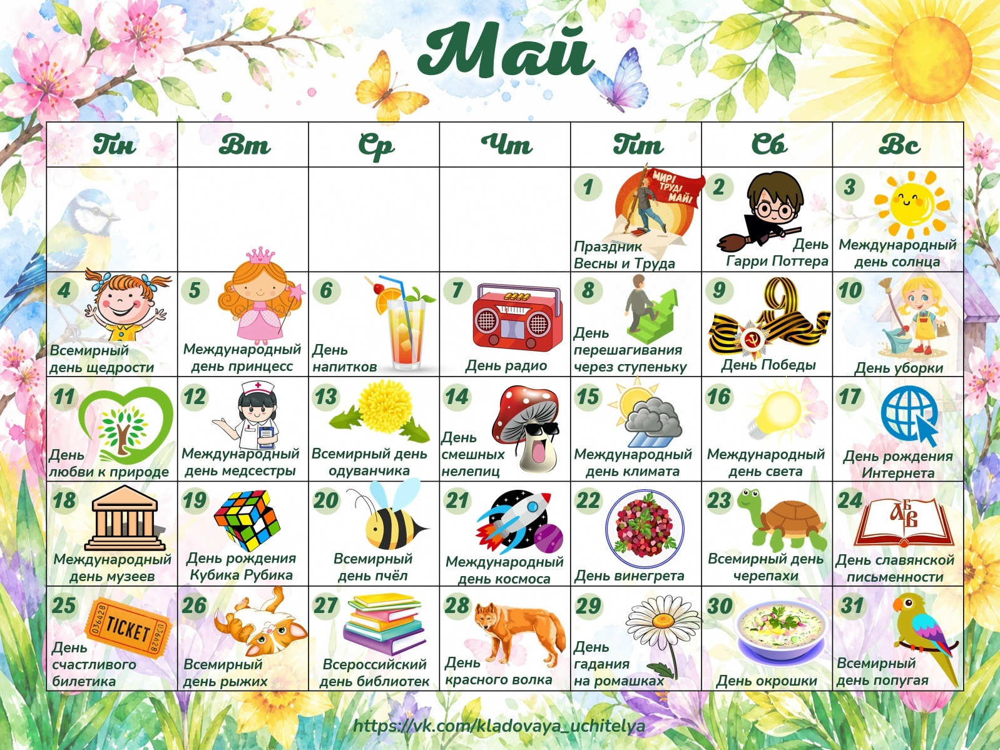 Май
Пн Вт Ср Чт Пт Сб Вс
1
МИР!
ТРУД!
МАЙ!
Праздник
Весны и Труда
2
День
Гарри Поттера
3
Международный
день солнца
4
Всемирный
день щедрости
5
Международный
день принцесс
6
День
напитков
7
День радио
8
День
перешагивания
через ступеньку
9
День Победы
10
День уборки
11
День
любви к природе
12
Международный
день медсестры
13
Всемирный день
одуванчика
14
День
смешных
нелепиц
15
Международный
день климата
16
Международный
день света
17
День рождения
Интернета
18
Международный
день музеев
19
День рождения
Кубика Рубика
20
Всемирный
день пчёл
21
Международный
день космоса
22
День винегрета
23
Всемирный день
черепахи
24
АБВ
День славянской
письменности
25
036428
TICKET
036428
День
счастливого
билетика
26
Всемирный
день рыжих
27
Всероссийский
день библиотек
28
День
красного волка
29
День
гадания
на ромашках
30
День окрошки
31
Всемирный
день попугая
https://vk.com/kladovaya_uchitelya